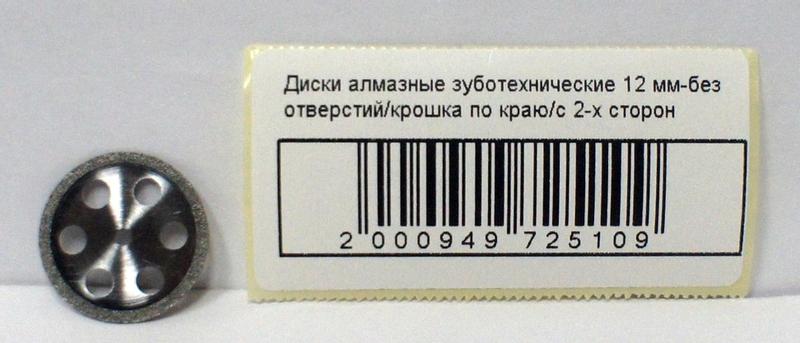 Диски алмазные зуботехнические 12 мм-без
отверстий/крошка по краю/с 2-х сторон
2 000949 725109